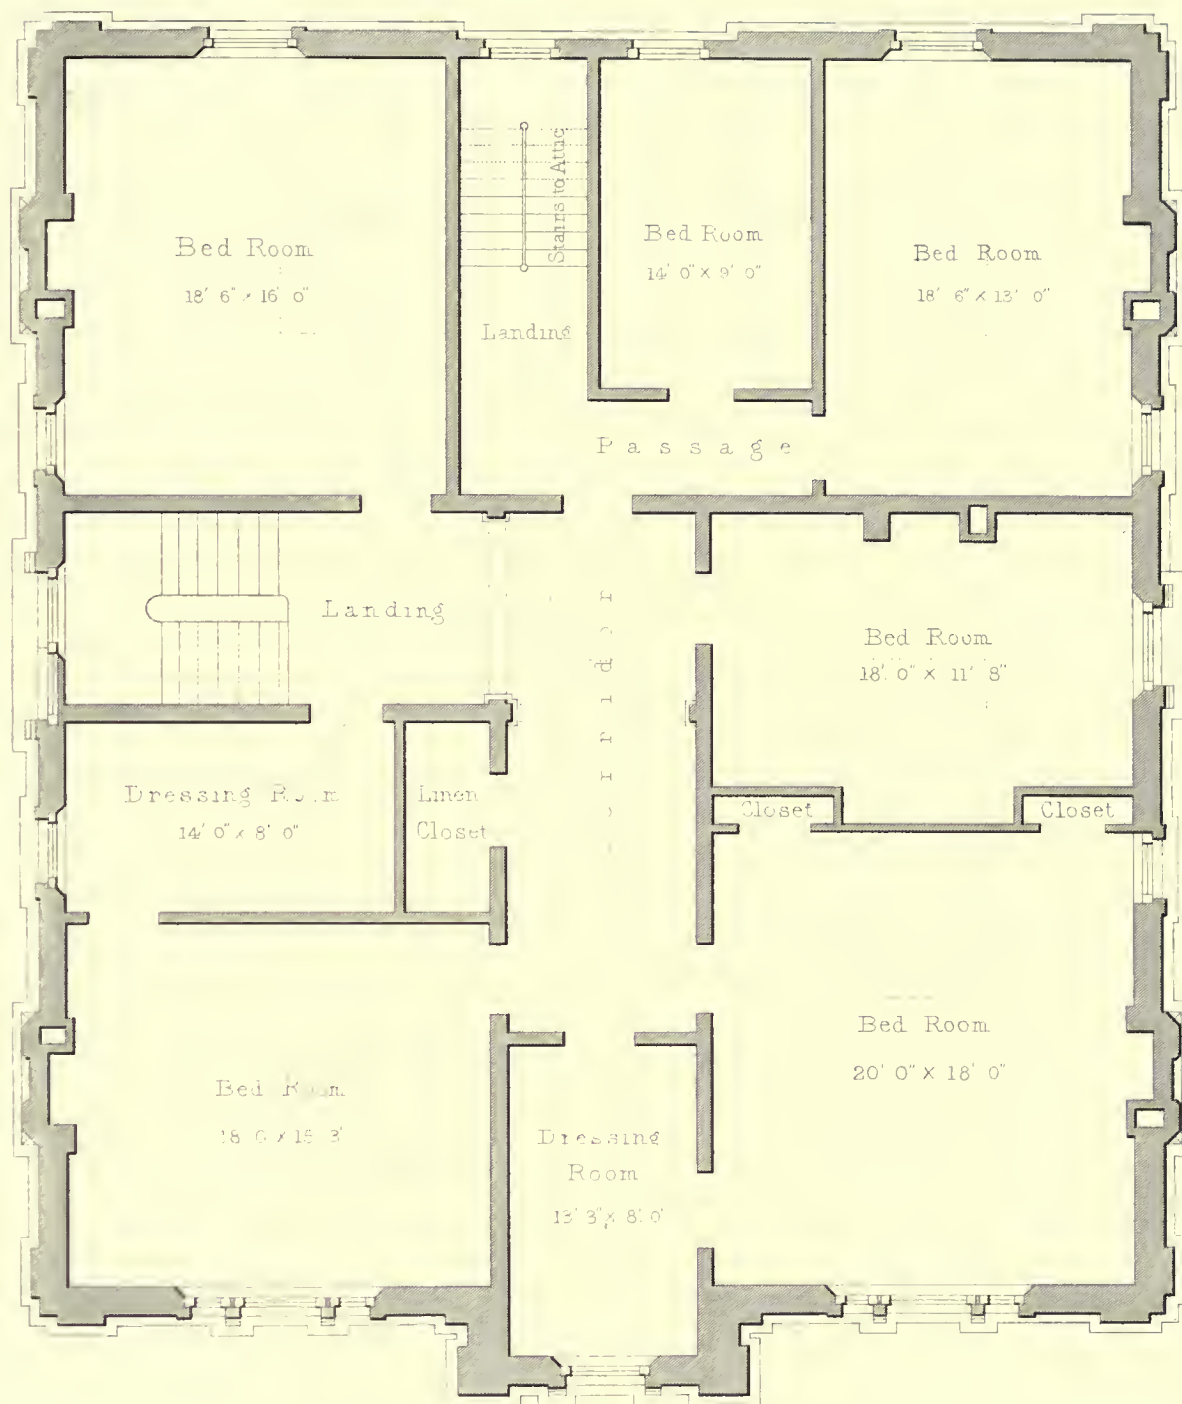 Bed Room
18' 6" × 16' 0"
Stairs to Attic
Landing
Bed Room
14' 0" × 9' 0"
Bed Room
18' 6" × 13' 0"
Passage
Landing
Bed Room
18' 0" × 11' 8"
Dressing Room
14' 0" × 8' 0"
Linen
Closet
Closet
Closet
Bed Room
20' 0" × 18' 0"
Bed Room
Dressing
Room
13' 3" × 8' 0"